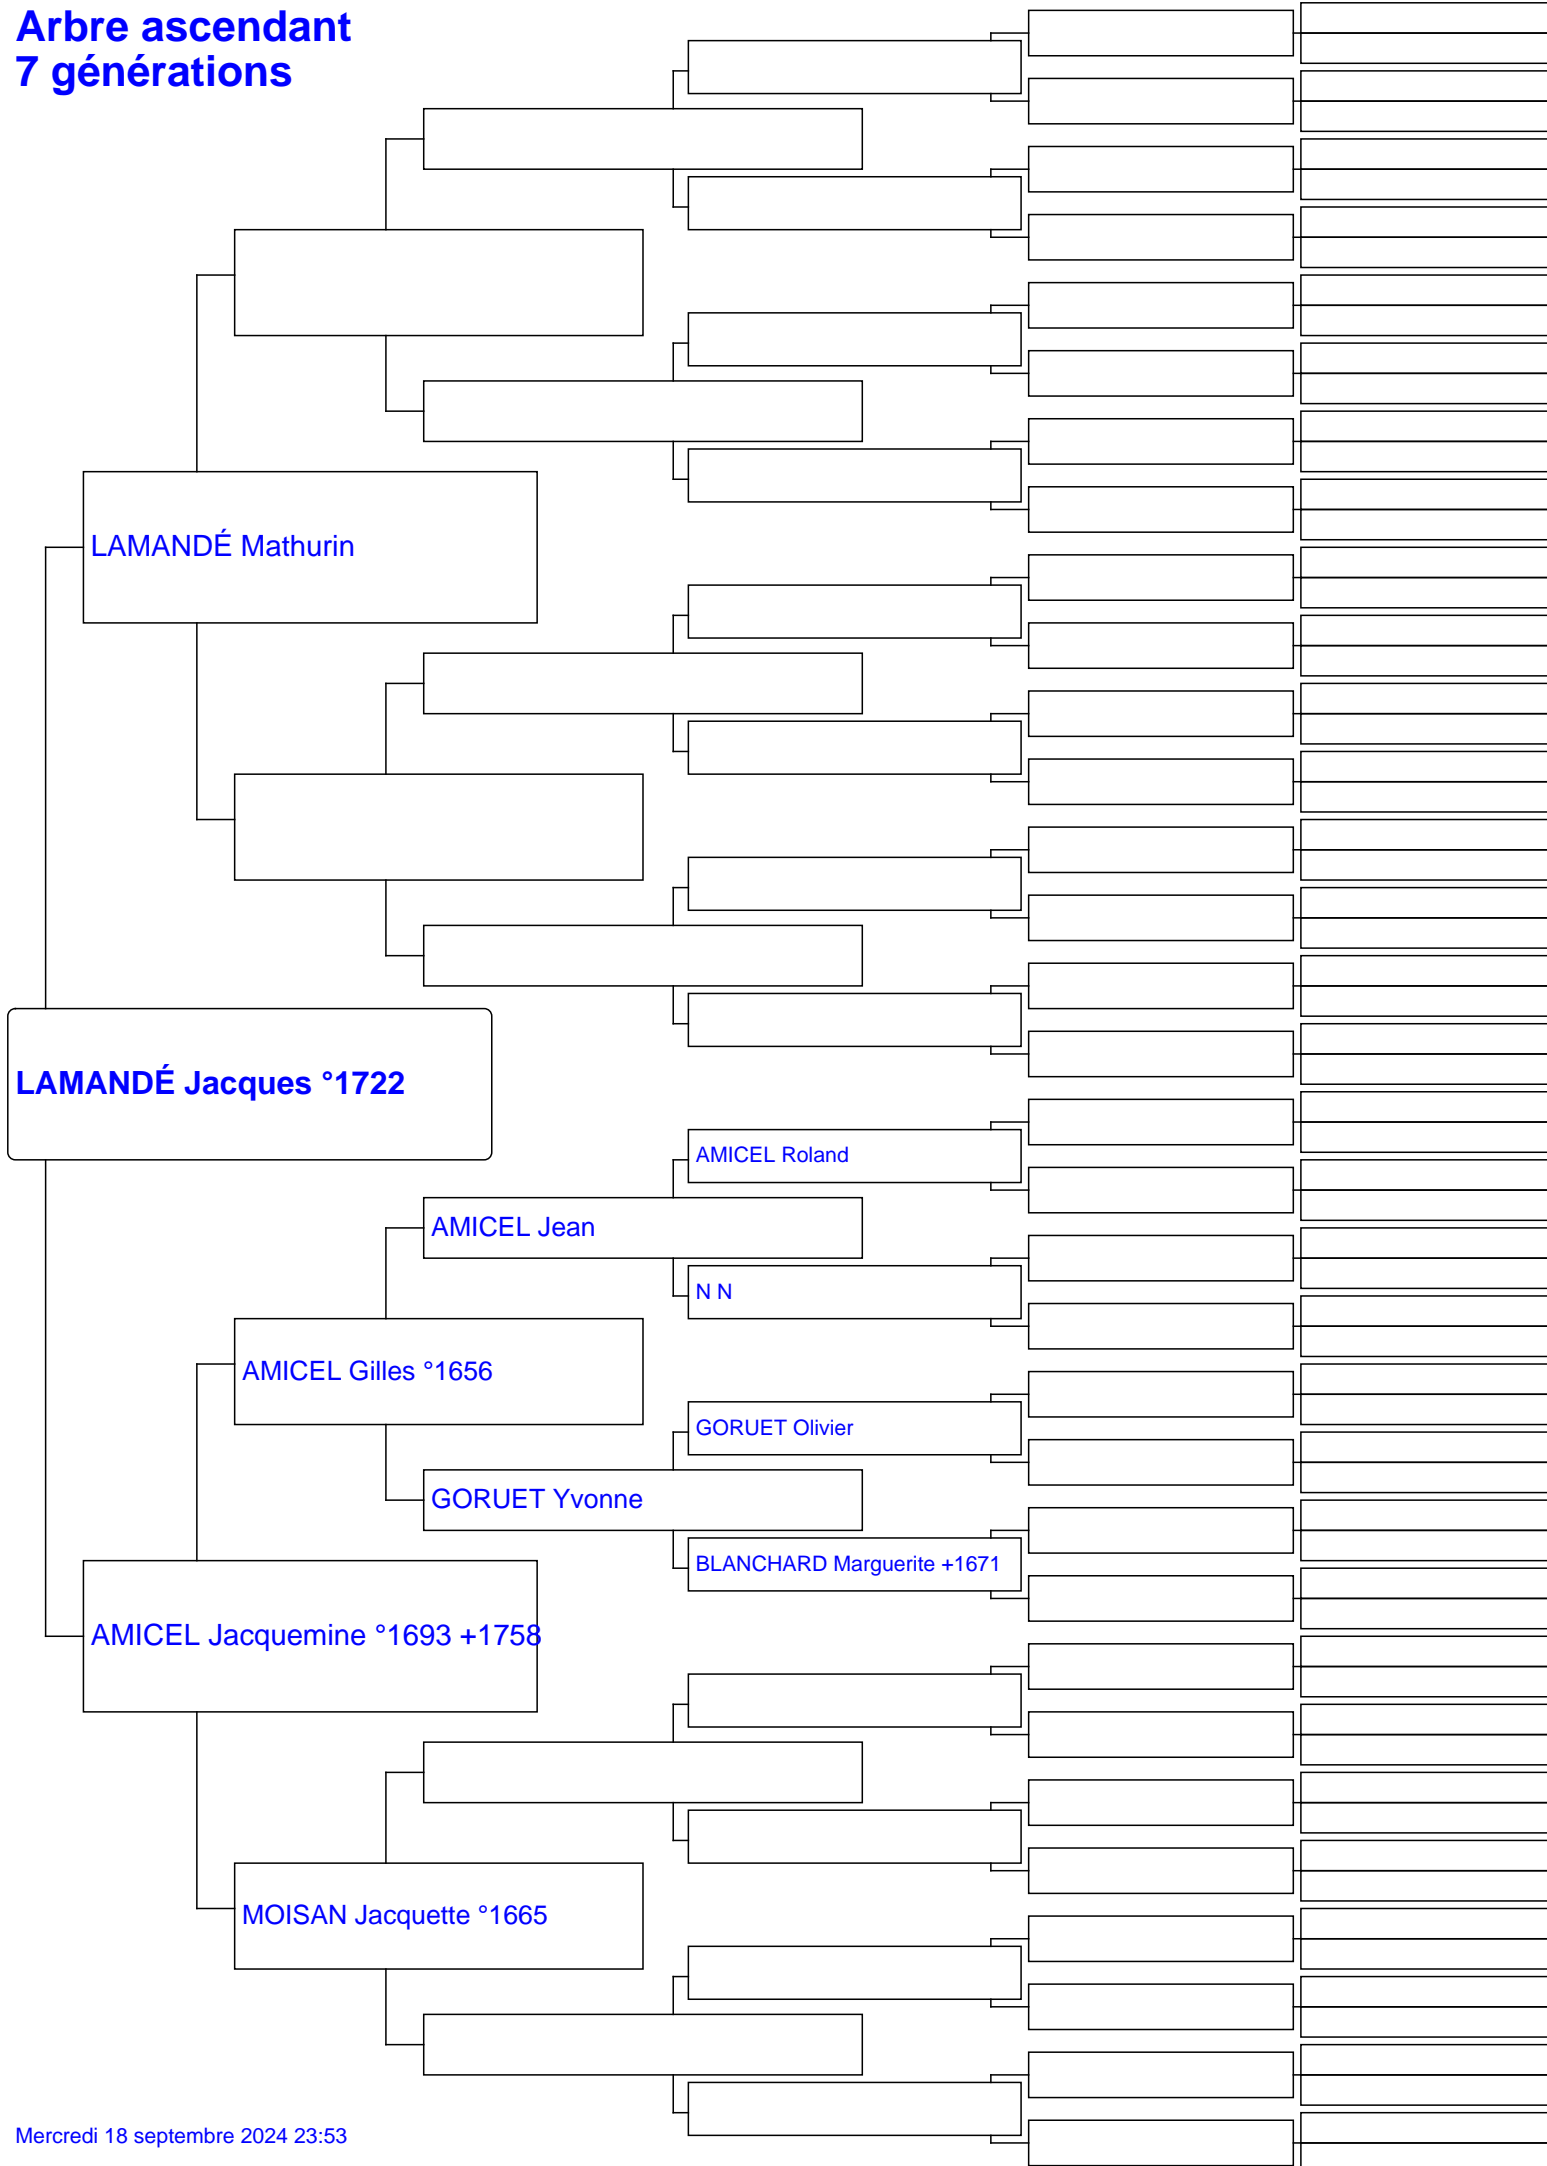 Arbre ascendant
7 générations
LAMANDÉ Mathurin
LAMANDÉ Jacques °1722
AMICEL Roland
AMICEL Jean
N N
AMICEL Gilles °1656
GORUET Olivier
GORUET Yvonne
BLANCHARD Marguerite +1671
AMICEL Jacquemine °1693 +1758
MOISAN Jacquette °1665
Mercredi 18 septembre 2024 23:53